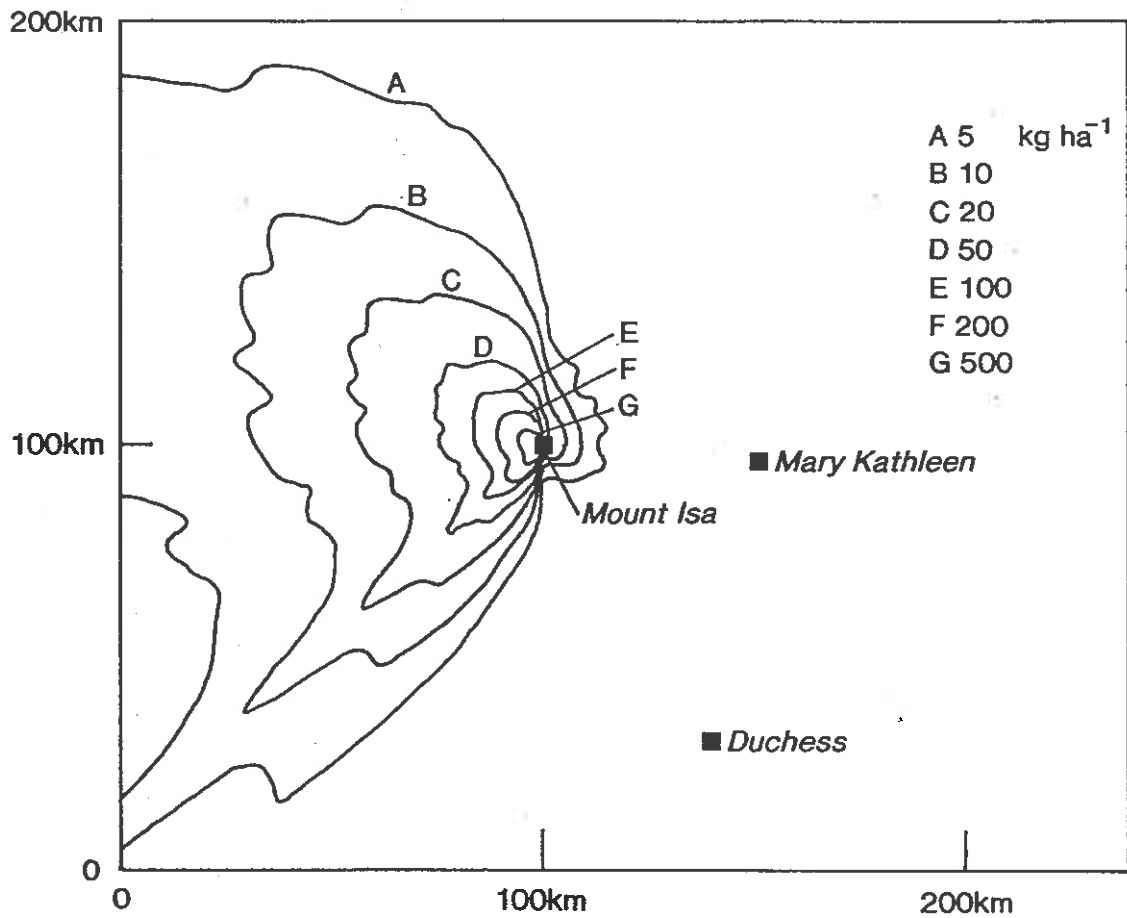 200km
A
A 5 kg ha⁻¹
B 10
C 20
D 50
E 100
F 200
G 500
B
C
D
E
F
G
100km
Mary Kathleen
Mount Isa
Duchess
0
0
100km
200km